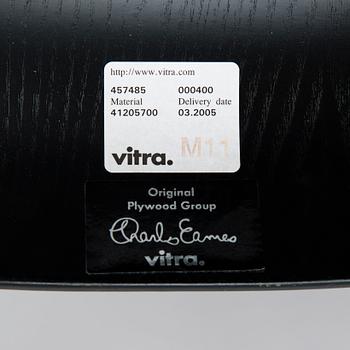 http://www.vitra.com
457485 000400
Material Delivery date
41205700 03.2005
vitra. M11
Original
Plywood Group
Charles Eames
vitra.